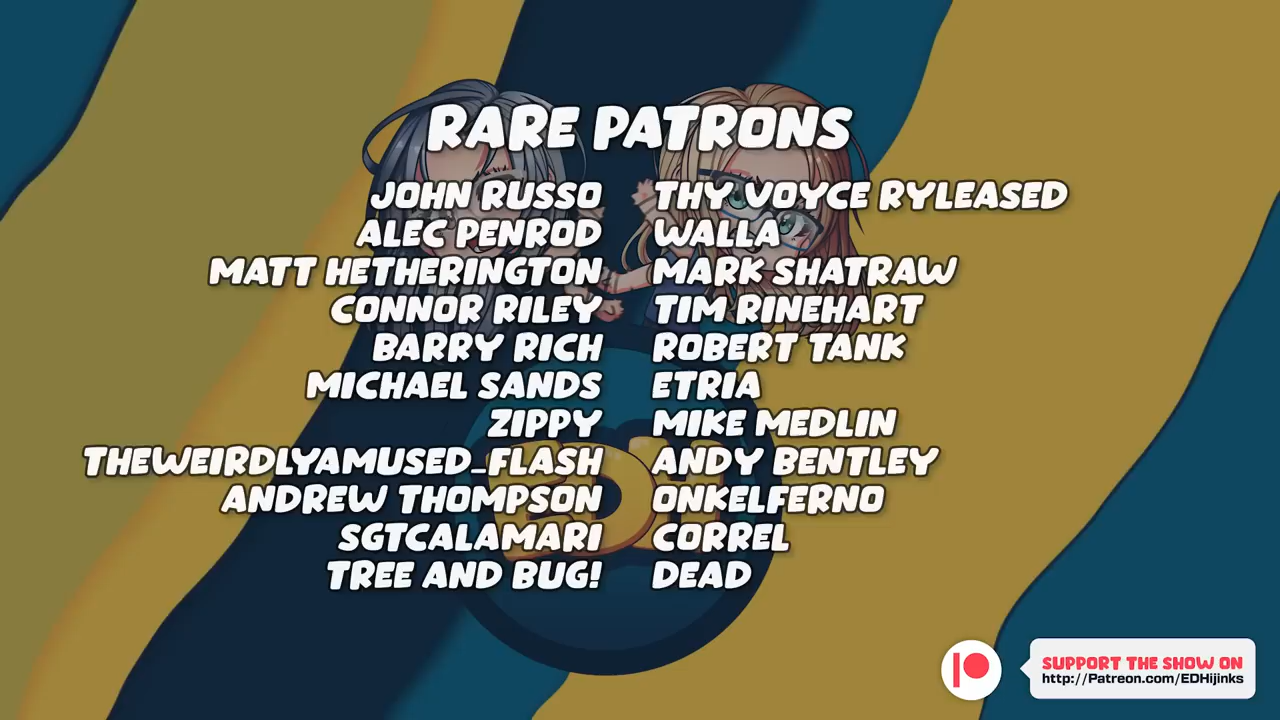 RARE PATRONS
JOHN RUSSO
ALEC PENROD
MATT HETHERINGTON
CONNOR RILEY
BARRY RICH
MICHAEL SANDS
ZIPPY
THEWEIRDLYAMUSED_FLASH
ANDREW THOMPSON
SGTCALAMARI
TREE AND BUG!
THY VOYCE RYLEASED
WALLA
MARK SHATRAW
TIM RINEHART
ROBERT TANK
ETRIA
MIKE MEDLIN
ANDY BENTLEY
ONKELFERNO
CORREL
DEAD
EDH
SUPPORT THE SHOW ON
http://Patreon.com/EDHijinks